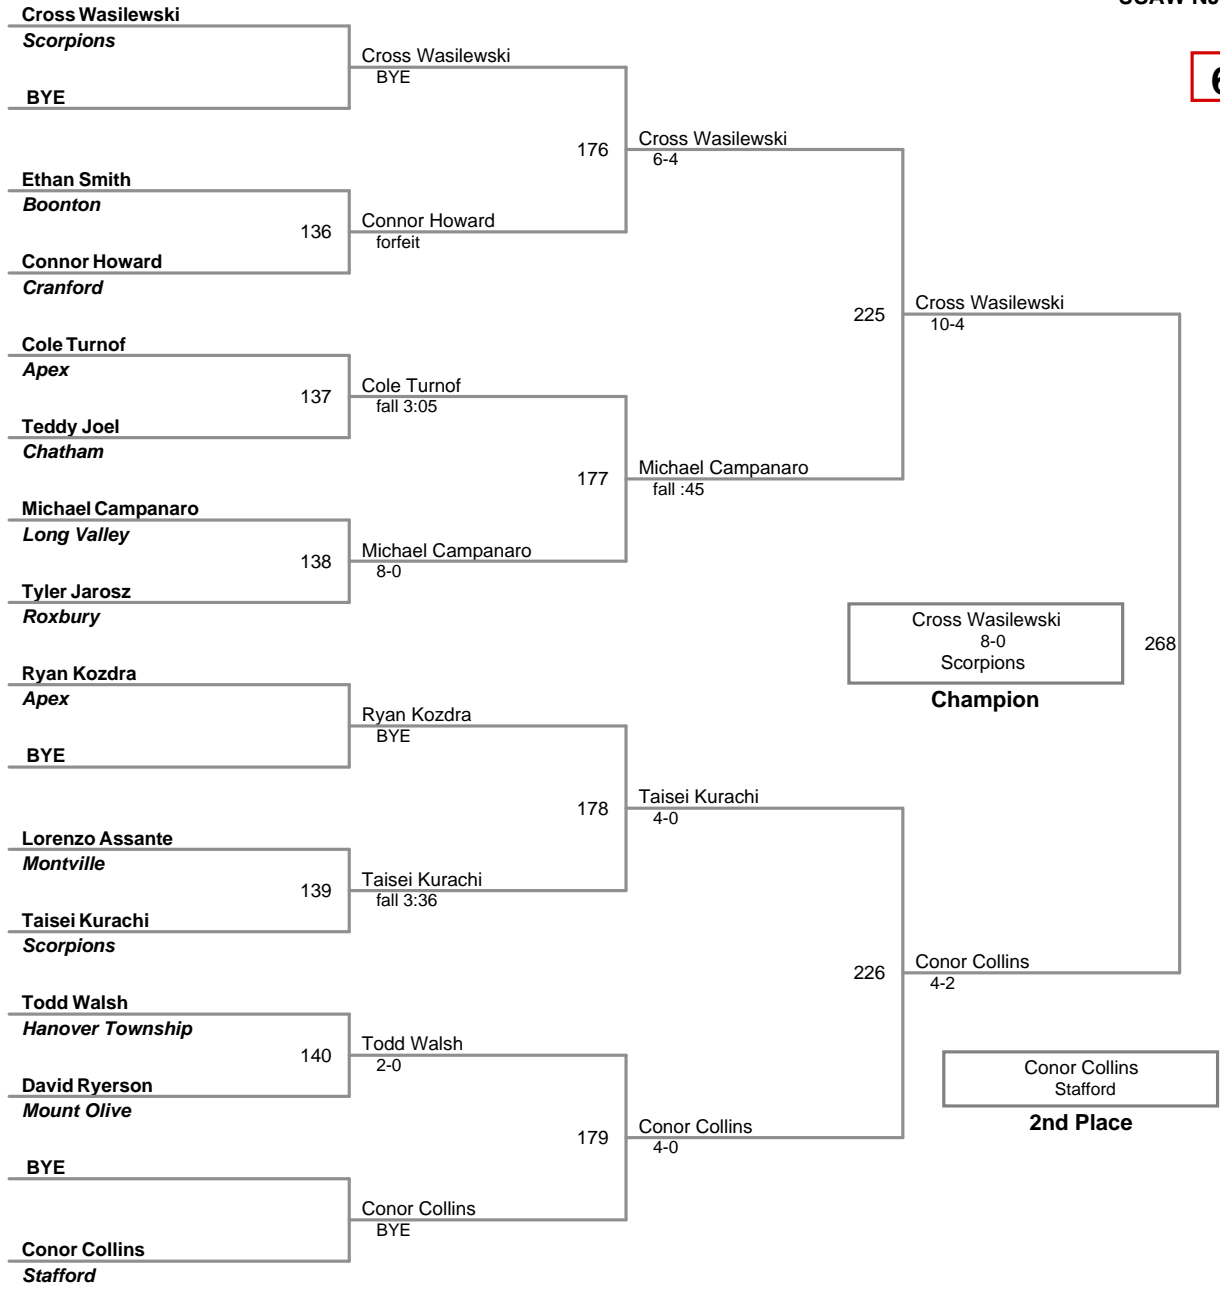 Cross Wasilewski
Scorpions
BYE
Ethan Smith
Boonton
136
Connor Howard
Cranford
Cole Turnof
Apex
137
Teddy Joel
Chatham
Michael Campanaro
Long Valley
138
Tyler Jarosz
Roxbury
Ryan Kozdra
Apex
BYE
Lorenzo Assante
Montville
139
Taisei Kurachi
Scorpions
Todd Walsh
Hanover Township
140
David Ryerson
Mount Olive
BYE
Conor Collins
Stafford
Cross Wasilewski
BYE
176
Connor Howard
forfeit
Cole Turnof
fall 3:05
177
Michael Campanaro
8-0
Ryan Kozdra
BYE
178
Taisei Kurachi
fall 3:36
Todd Walsh
2-0
179
Conor Collins
BYE
Cross Wasilewski
6-4
225
Michael Campanaro
fall :45
Taisei Kurachi
4-0
226
Conor Collins
4-0
Cross Wasilewski
10-4
268
Conor Collins
4-2
Cross Wasilewski
8-0
Scorpions
Champion
Conor Collins
Stafford
2nd Place